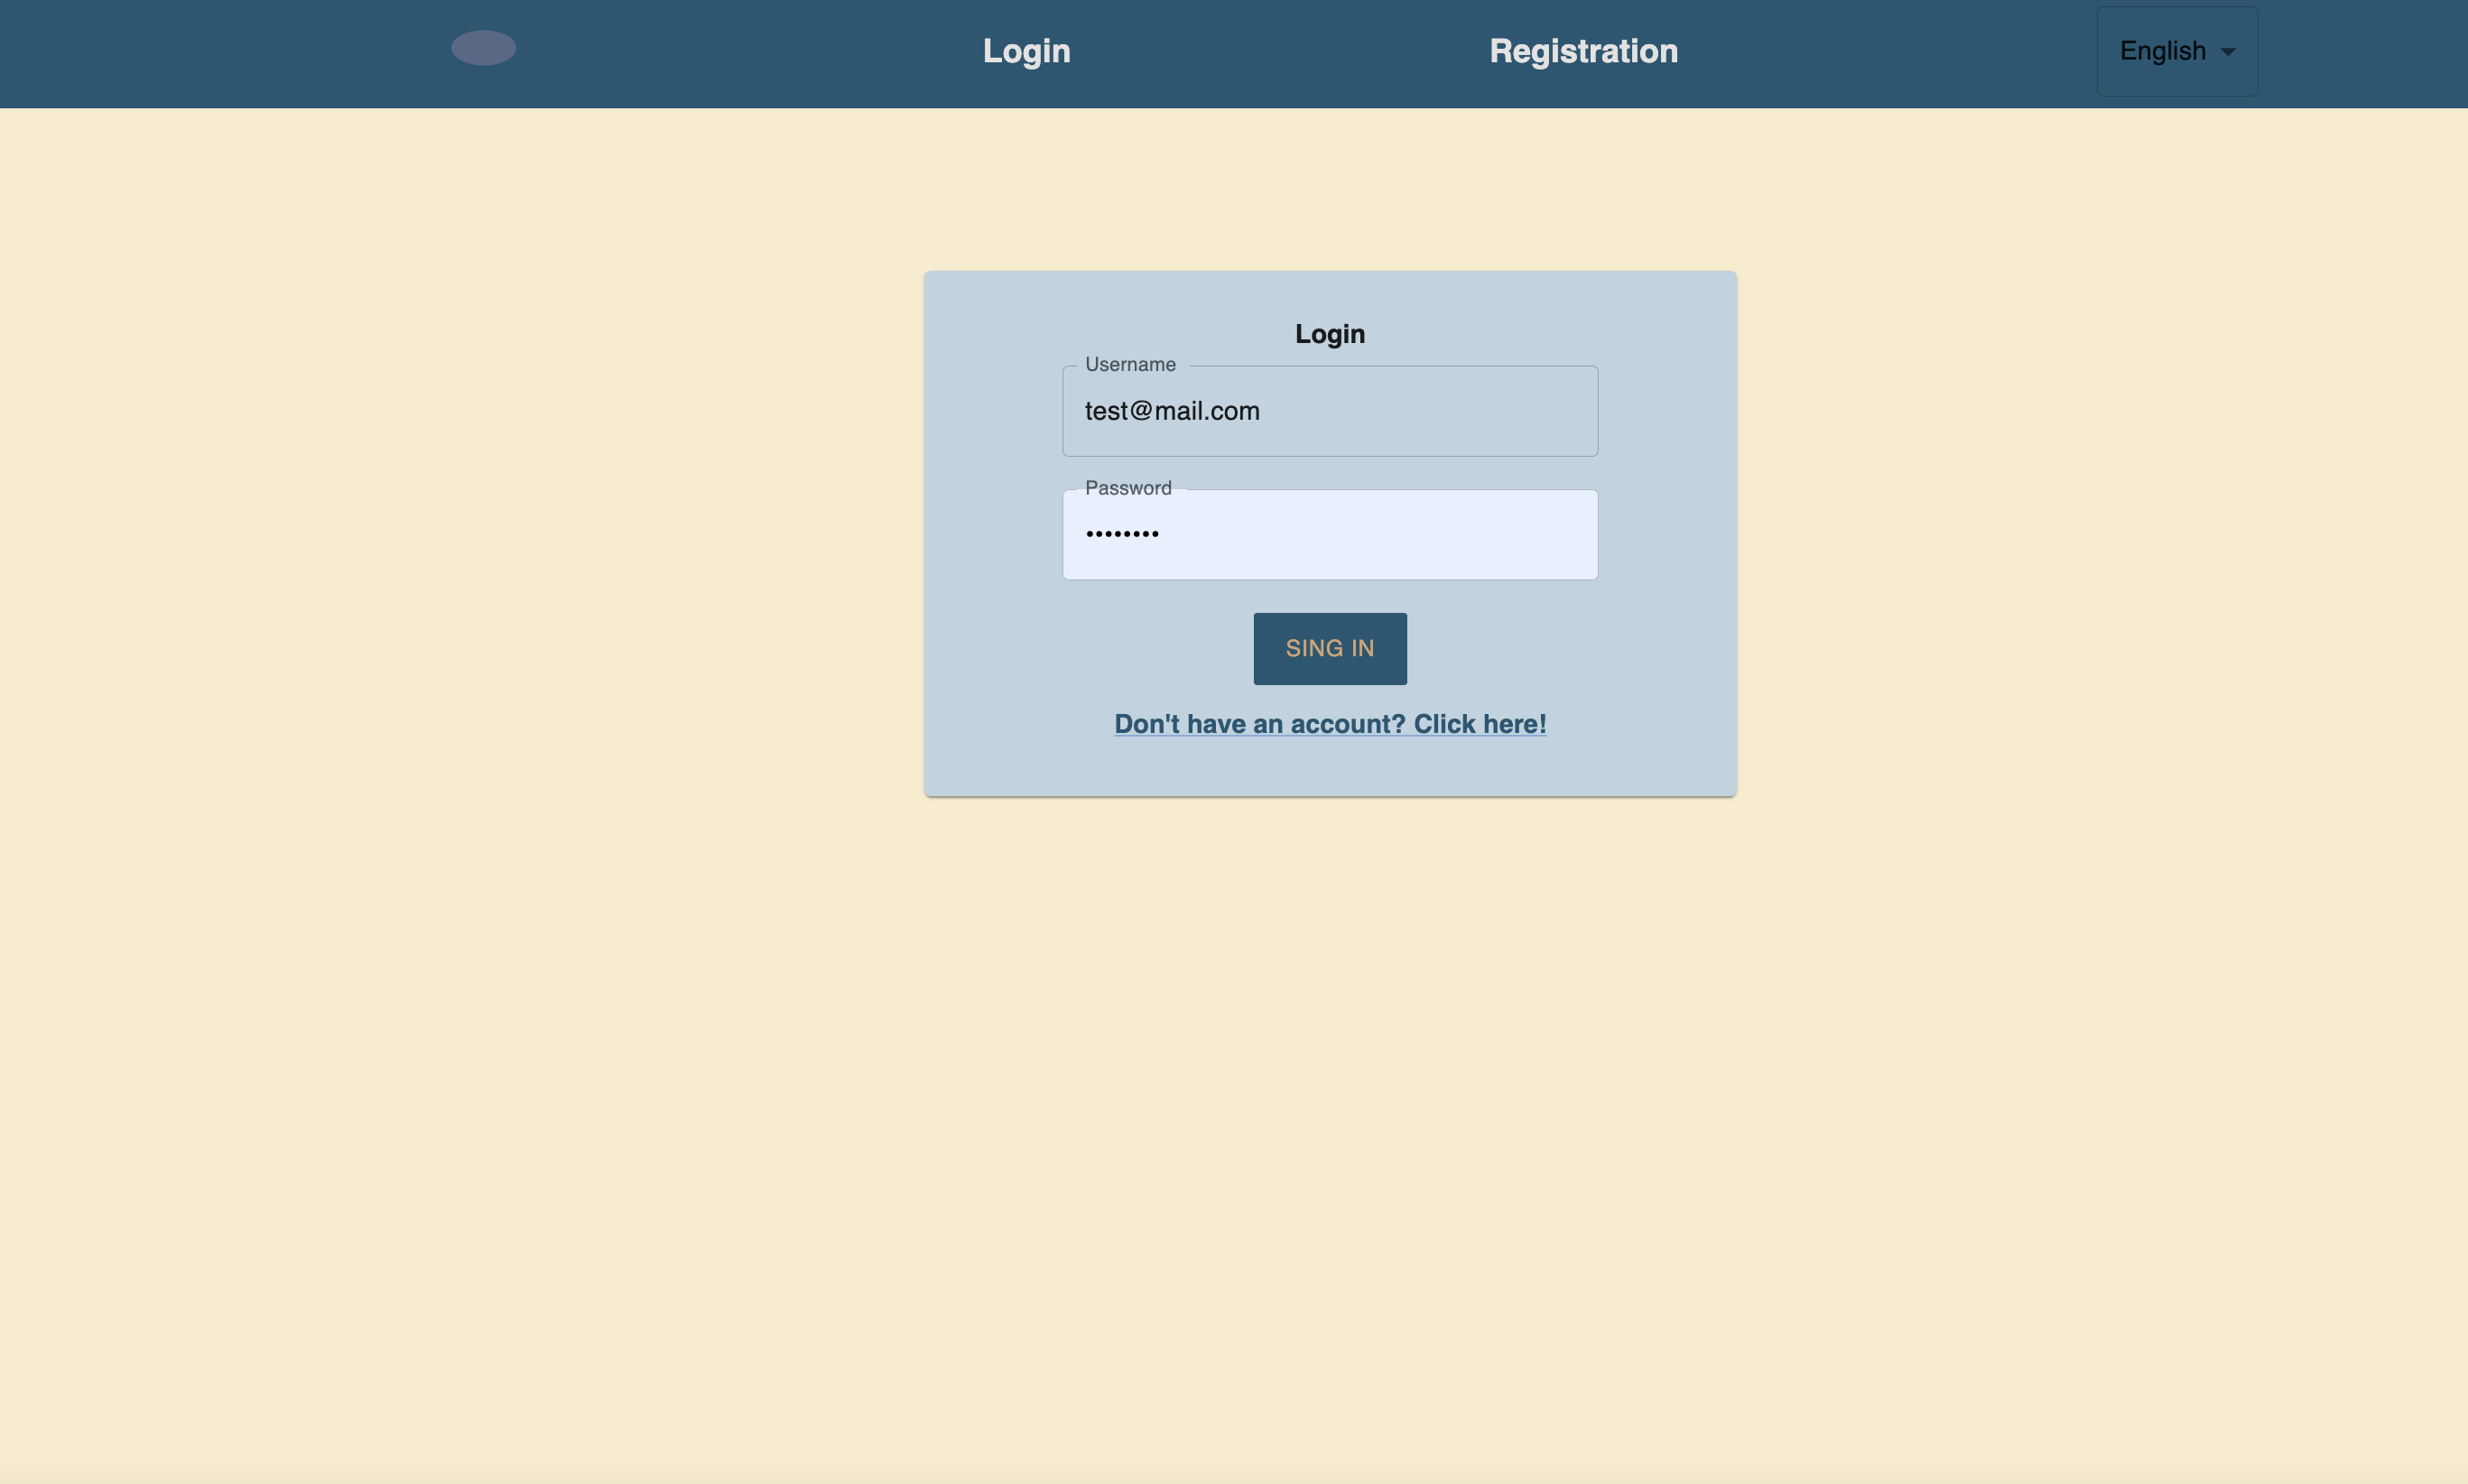 Login Registration English
Login
Username
test@mail.com
Password
••••••••
SING IN
Don't have an account? Click here!